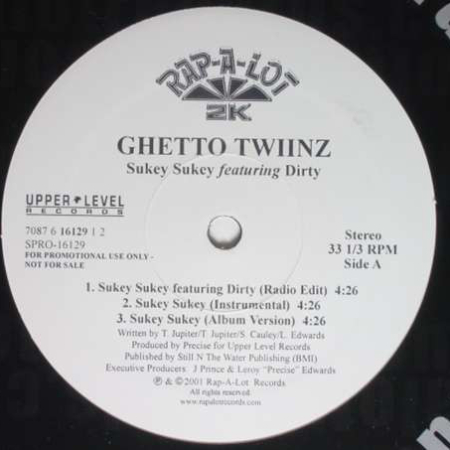 RAP-A-LOT
2K
GHETTO TWIINZ
Sukey Sukey featuring Dirty
UPPER LEVEL
RECORDS
7087 6 16129 1 2
SPRO-16129
FOR PROMOTIONAL USE ONLY -
NOT FOR SALE
Stereo
33 1/3 RPM
Side A
1. Sukey Sukey featuring Dirty (Radio Edit) 4:26
2. Sukey Sukey (Instrumental) 4:26
3. Sukey Sukey (Album Version) 4:26
Written by T. Jupiter/T Jupiter/S. Cauley/L. Edwards
Produced by Precise for Upper Level Records
Published by Still N The Water Publishing (BMI)
Executive Producers J Prince & Leroy "Precise" Edwards
℗ & © 2001 Rap-A-Lot Records
All rights reserved
www.rapalotrecords.com